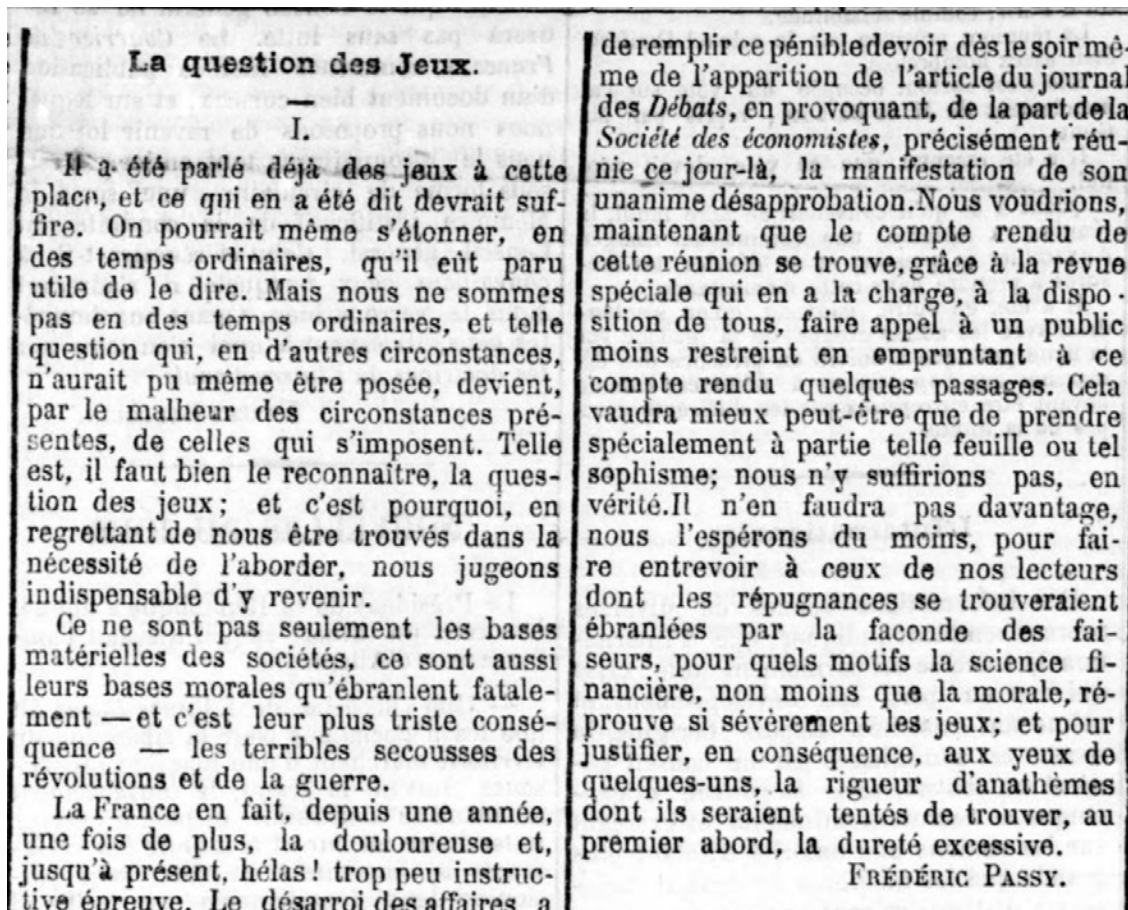 La question des Jeux.
I.
Il a été parlé déjà des jeux à cette
place, et ce qui en a été dit devrait suf-
fire. On pourrait même s'étonner, en
des temps ordinaires, qu'il eût paru
utile de le dire. Mais nous ne sommes
pas en des temps ordinaires, et telle
question qui, en d'autres circonstances,
n'aurait pu même être posée, devient,
par le malheur des circonstances pré-
sentes, de celles qui s'imposent. Telle
est, il faut bien le reconnaître, la ques-
tion des jeux; et c'est pourquoi, en
regrettant de nous être trouvés dans la
nécessité de l'aborder, nous jugeons
indispensable d'y revenir.
Ce ne sont pas seulement les bases
matérielles des sociétés, ce sont aussi
leurs bases morales qu'ébranlent fatale-
ment — et c'est leur plus triste consé-
quence — les terribles secousses des
révolutions et de la guerre.
La France en fait, depuis une année,
une fois de plus, la douloureuse et,
jusqu'à présent, hélas! trop peu instruc-
tive épreuve. Le désarroi des affaires a
de remplir ce pénible devoir dès le soir mê-
me de l'apparition de l'article du journal
des Débats, en provoquant, de la part de la
Société des économistes, précisément réu-
nie ce jour-là, la manifestation de son
unanime désapprobation. Nous voudrions,
maintenant que le compte rendu de
cette réunion se trouve, grâce à la revue
spéciale qui en a la charge, à la dispo-
sition de tous, faire appel à un public
moins restreint en empruntant à ce
compte rendu quelques passages. Cela
vaudra mieux peut-être que de prendre
spécialement à partie telle feuille ou tel
sophisme; nous n'y suffirions pas, en
vérité. Il n'en faudra pas davantage,
nous l'espérons du moins, pour fai-
re entrevoir à ceux de nos lecteurs
dont les répugnances se trouveraient
ébranlées par la faconde des fai-
seurs, pour quels motifs la science fi-
nancière, non moins que la morale, ré-
prouve si sévèrement les jeux; et pour
justifier, en conséquence, aux yeux de
quelques-uns, la rigueur d'anathèmes
dont ils seraient tentés de trouver, au
premier abord, la dureté excessive.
FRÉDÉRIC PASSY.